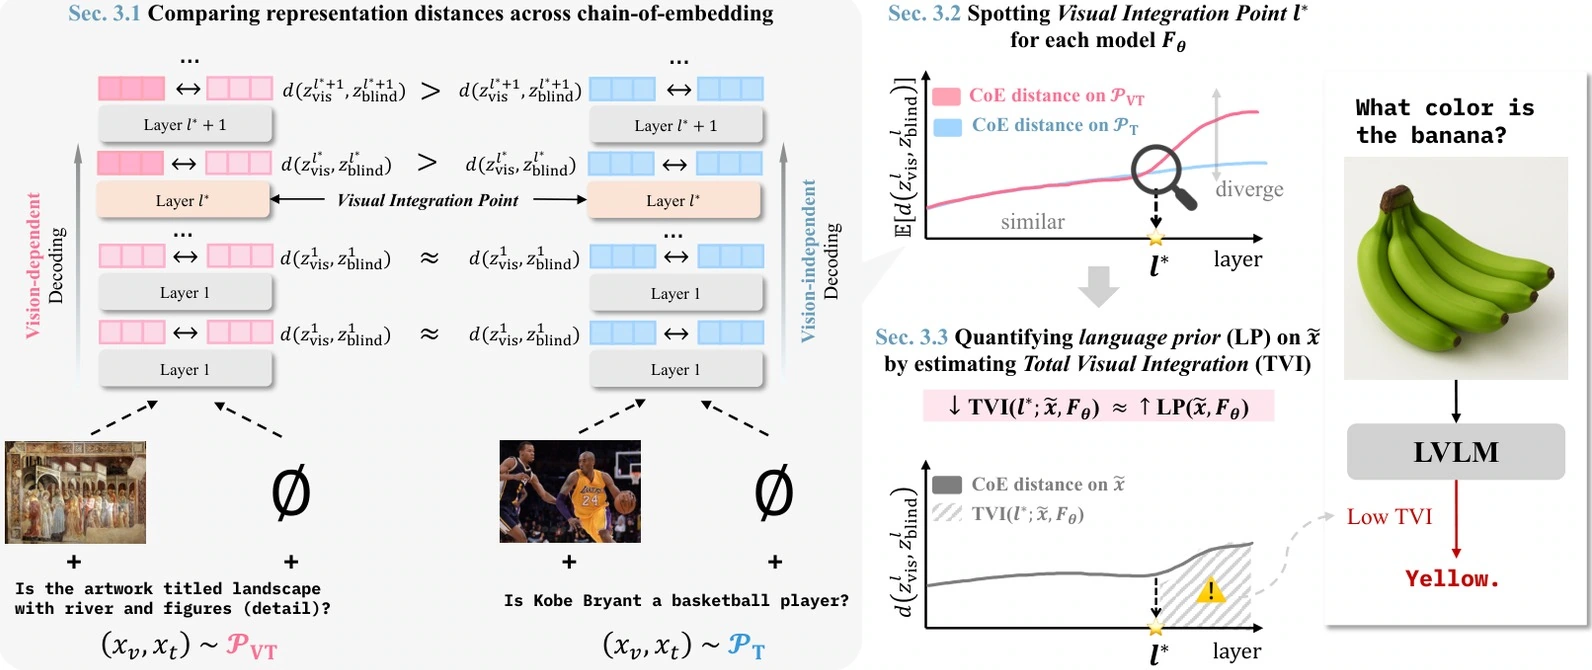 Sec. 3.1 Comparing representation distances across chain-of-embedding
...
...
d(z_vis^{l*+1}, z_blind^{l*+1}) > d(z_vis^{l*+1}, z_blind^{l*+1})
Layer l* + 1
Layer l* + 1
d(z_vis^{l*}, z_blind^{l*}) > d(z_vis^{l*}, z_blind^{l*})
Layer l*
Visual Integration Point
Layer l*
...
...
d(z_vis^1, z_blind^1) ≈ d(z_vis^1, z_blind^1)
Layer 1
Layer 1
d(z_vis^1, z_blind^1) ≈ d(z_vis^1, z_blind^1)
Layer 1
Layer 1
Vision-dependent
Decoding
Vision-independent
Decoding
∅
24
∅
+
+
+
+
Is the artwork titled landscape
with river and figures (detail)?
Is Kobe Bryant a basketball player?
(x_v, x_t) ~ 𝒫_VT
(x_v, x_t) ~ 𝒫_T
Sec. 3.2 Spotting Visual Integration Point l*
for each model F_θ
𝔼[d(z_vis^l, z_blind^l)]
CoE distance on 𝒫_VT
CoE distance on 𝒫_T
similar
diverge
l*
layer
Sec. 3.3 Quantifying language prior (LP) on x̃
by estimating Total Visual Integration (TVI)
↓ TVI(l*; x̃, F_θ) ≈ ↑ LP(x̃, F_θ)
d(z_vis^l, z_blind^l)
CoE distance on x̃
TVI(l*; x̃, F_θ)
!
l*
layer
What color is
the banana?
LVLM
Low TVI
Yellow.